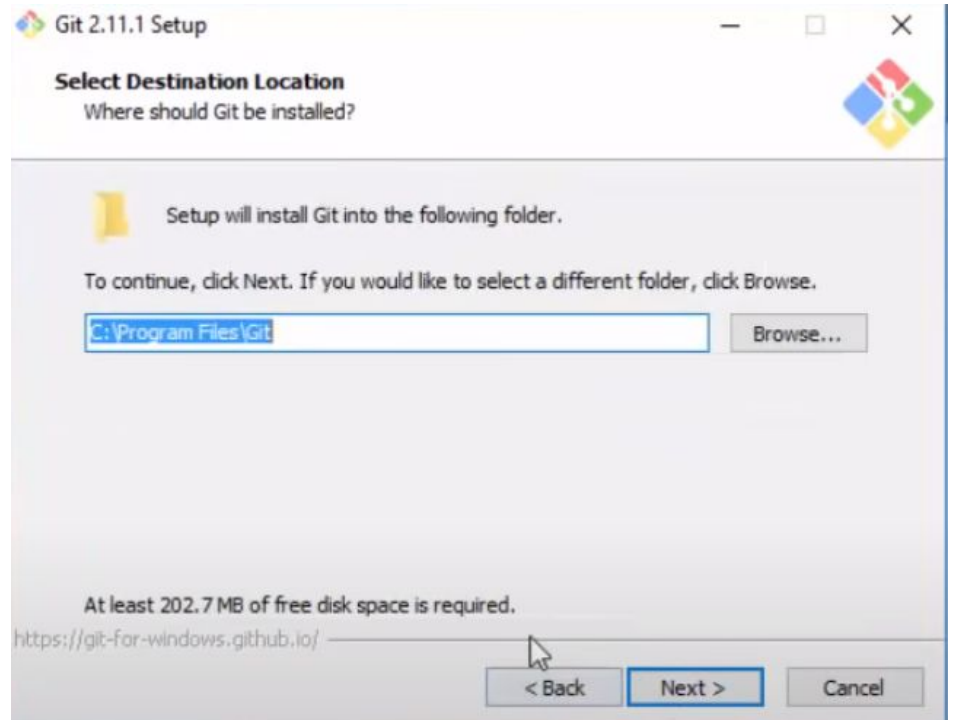 Git 2.11.1 Setup
Select Destination Location
Where should Git be installed?
Setup will install Git into the following folder.
To continue, click Next. If you would like to select a different folder, click Browse.
C:\Program Files\Git
Browse...
At least 202.7 MB of free disk space is required.
https://git-for-windows.github.io/
< Back
Next >
Cancel